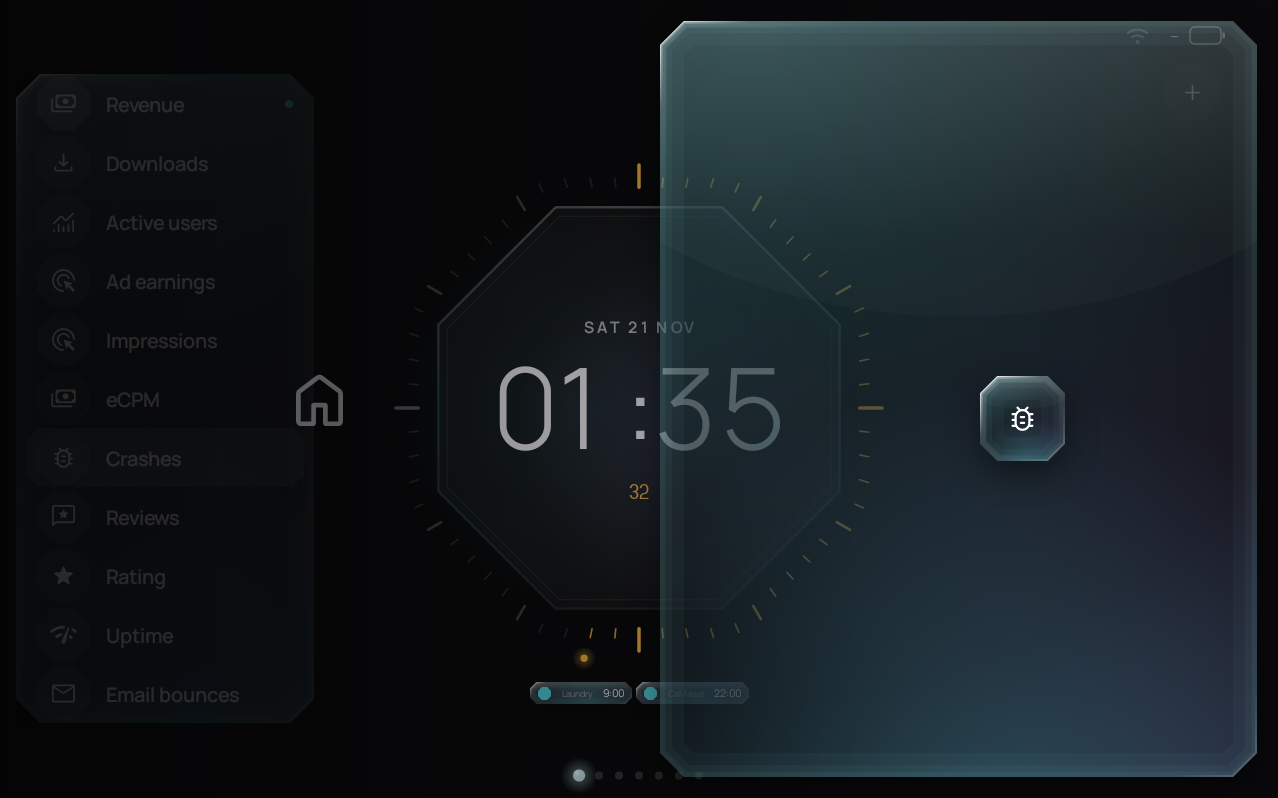 Revenue
Downloads
Active users
Ad earnings
Impressions
eCPM
Crashes
Reviews
Rating
Uptime
Email bounces
SAT 21 NOV
01 : 35
32
Laundry 9:00
22:00